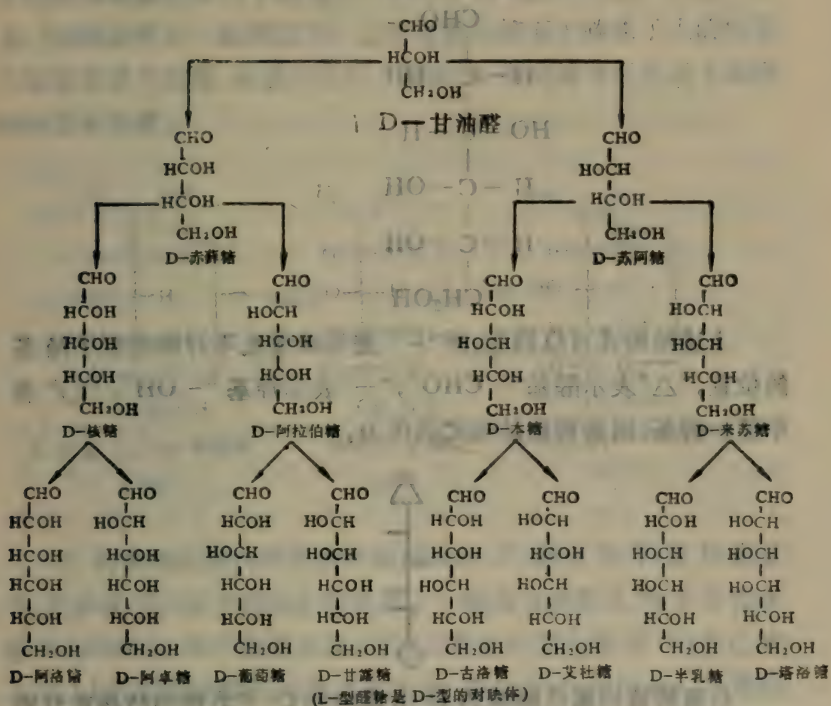 CHO
HCOH
CH₂OH
D—甘油醛
CHO CHO
HCOH HOCH
HCOH HCOH
CH₂OH CH₂OH
D-赤藓糖 D-苏阿糖
CHO CHO CHO CHO
HCOH HOCH HCOH HOCH
HCOH HCOH HOCH HOCH
HCOH HCOH HCOH HCOH
CH₂OH CH₂OH CH₂OH CH₂OH
D-核糖 D-阿拉伯糖 D-本糖 D-来苏糖
CHO CHO CHO CHO CHO CHO CHO CHO
HCOH HOCH HCOH HOCH HCOH HOCH HCOH HOCH
HCOH HCOH HOCH HOCH HCOH HCOH HOCH HOCH
HCOH HCOH HCOH HCOH HOCH HOCH HOCH HOCH
HCOH HCOH HCOH HCOH HCOH HCOH HCOH HCOH
CH₂OH CH₂OH CH₂OH CH₂OH CH₂OH CH₂OH CH₂OH CH₂OH
D-阿洛糖 D-阿卓糖 D-葡萄糖 D-甘露糖 D-古洛糖 D-艾杜糖 D-半乳糖 D-塔洛糖
(L-型醛糖是 D-型的对映体)